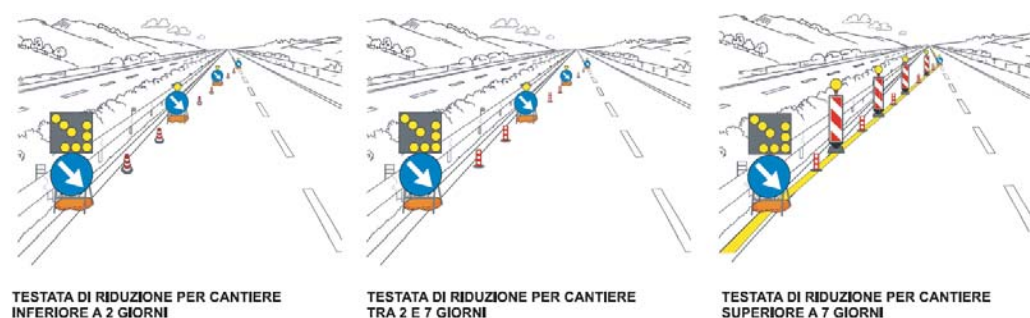 TESTATA DI RIDUZIONE PER CANTIERE
INFERIORE A 2 GIORNI
TESTATA DI RIDUZIONE PER CANTIERE
TRA 2 E 7 GIORNI
TESTATA DI RIDUZIONE PER CANTIERE
SUPERIORE A 7 GIORNI